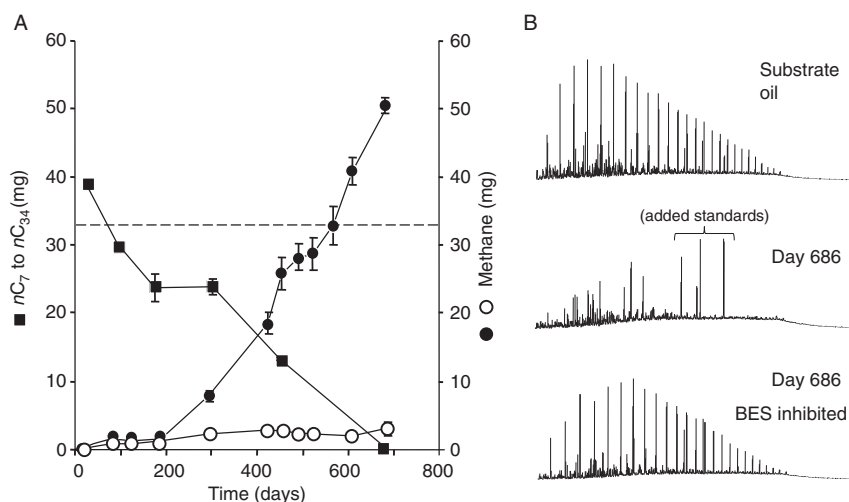 A
60
50
40
30
20
10
0
■ nC7 to nC34 (mg)
0
200
400
600
800
Time (days)
60
50
40
30
20
10
0
Methane (mg)
B
Substrate
oil
(added standards)
Day 686
Day 686
BES inhibited